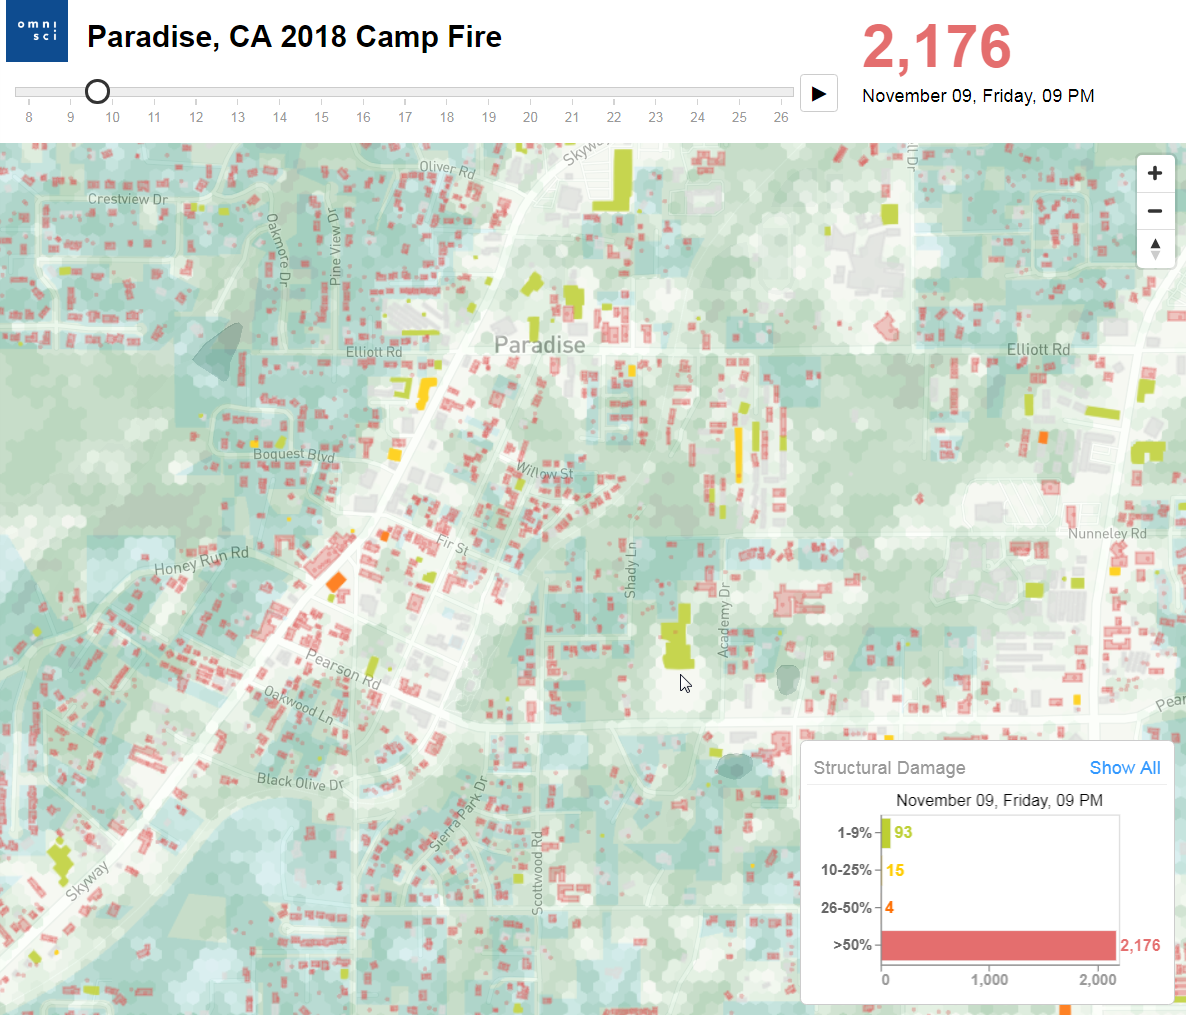 omni
sci
Paradise, CA 2018 Camp Fire
2,176
November 09, Friday, 09 PM
8 9 10 11 12 13 14 15 16 17 18 19 20 21 22 23 24 25 26
Skyway
Oliver Rd
Crestview Dr
Oakmore Dr
Pine View Dr
Elliott Rd
Paradise
Elliott Rd
Boquest Blvd
Willow St
Fir St
Honey Run Rd
Shady Ln
Nunneley Rd
Academy Dr
Pearson Rd
Oakwood Ln
Black Olive Dr
Sierra Park Dr
Scottwood Rd
Skyway
Structural Damage
Show All
November 09, Friday, 09 PM
1-9% 93
10-25% 15
26-50% 4
>50% 2,176
0 1,000 2,000